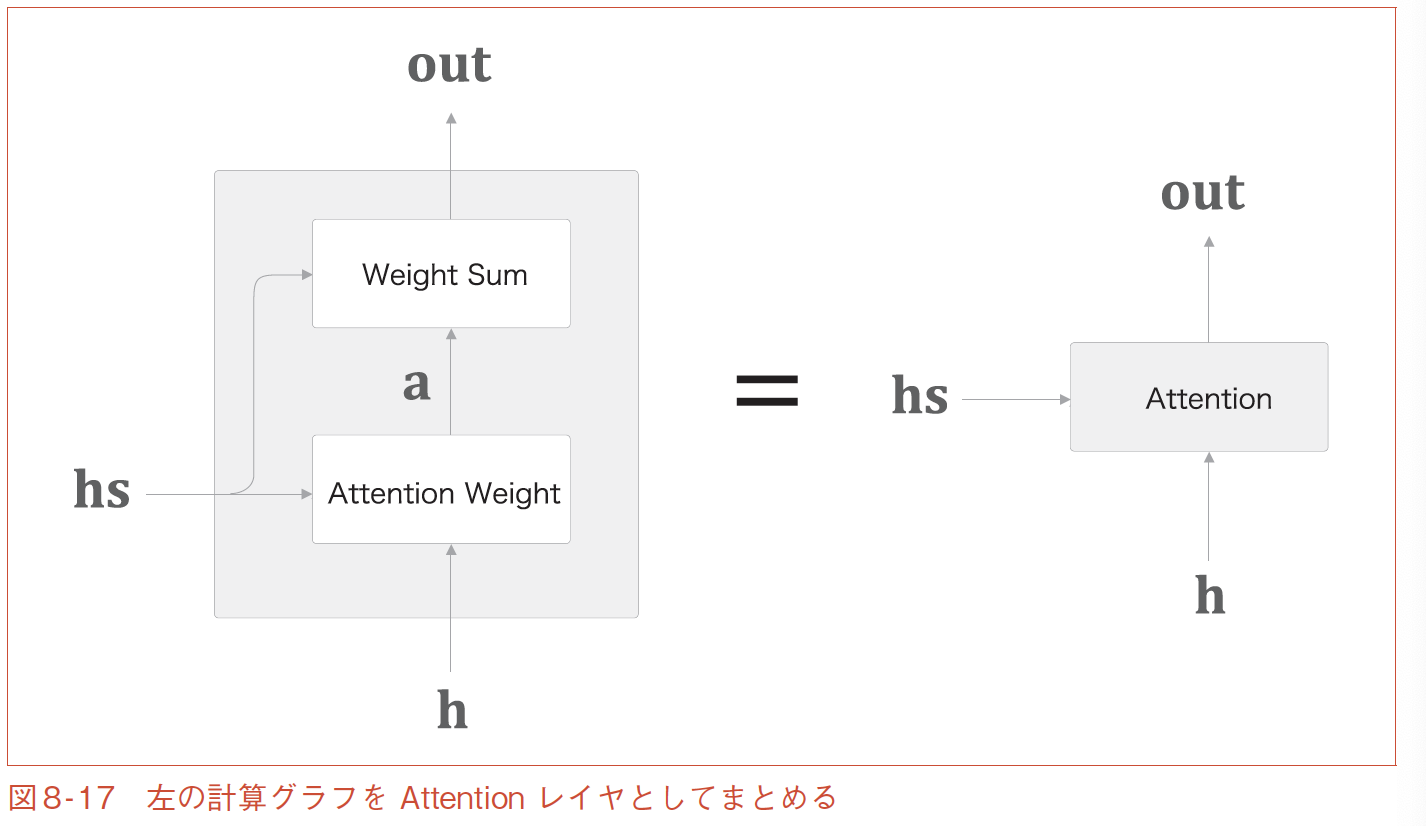 out
Weight Sum
a
hs
Attention Weight
h
=
out
hs
Attention
h
図8-17 左の計算グラフを Attention レイヤとしてまとめる